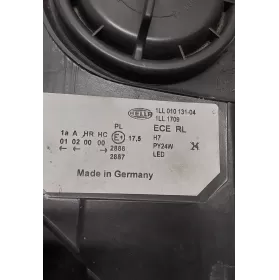 HELLA
1LL 010 131-04
1LL 1709
PL
ECE RL
1a A HR HC
E1 17,5
H7
01 02 00 00
2886
PY24W
← →
2887
LED
Made in Germany